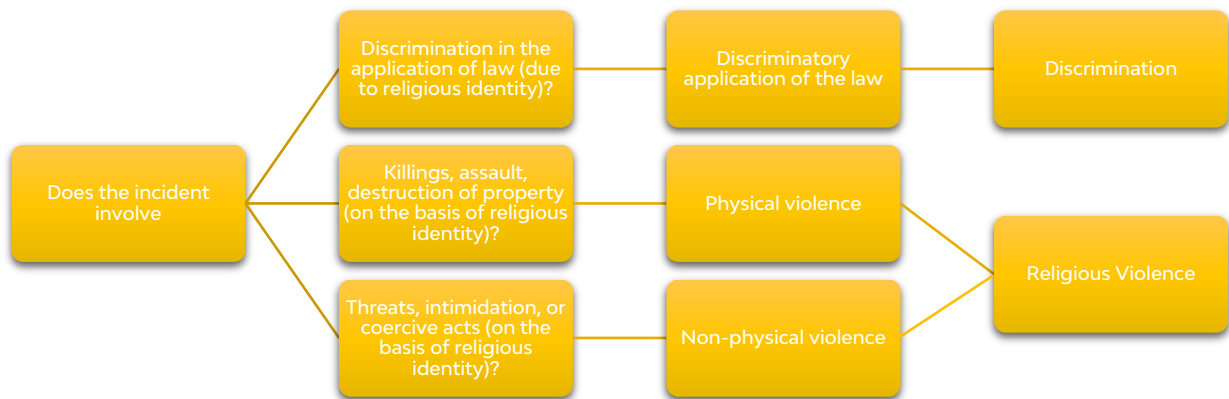 Does the incident
involve
Discrimination in the
application of law (due
to religious identity)?
Discriminatory
application of the law
Discrimination
Killings, assault,
destruction of property
(on the basis of religious
identity)?
Physical violence
Threats, intimidation, or
coercive acts (on the
basis of religious
identity)?
Non-physical violence
Religious Violence